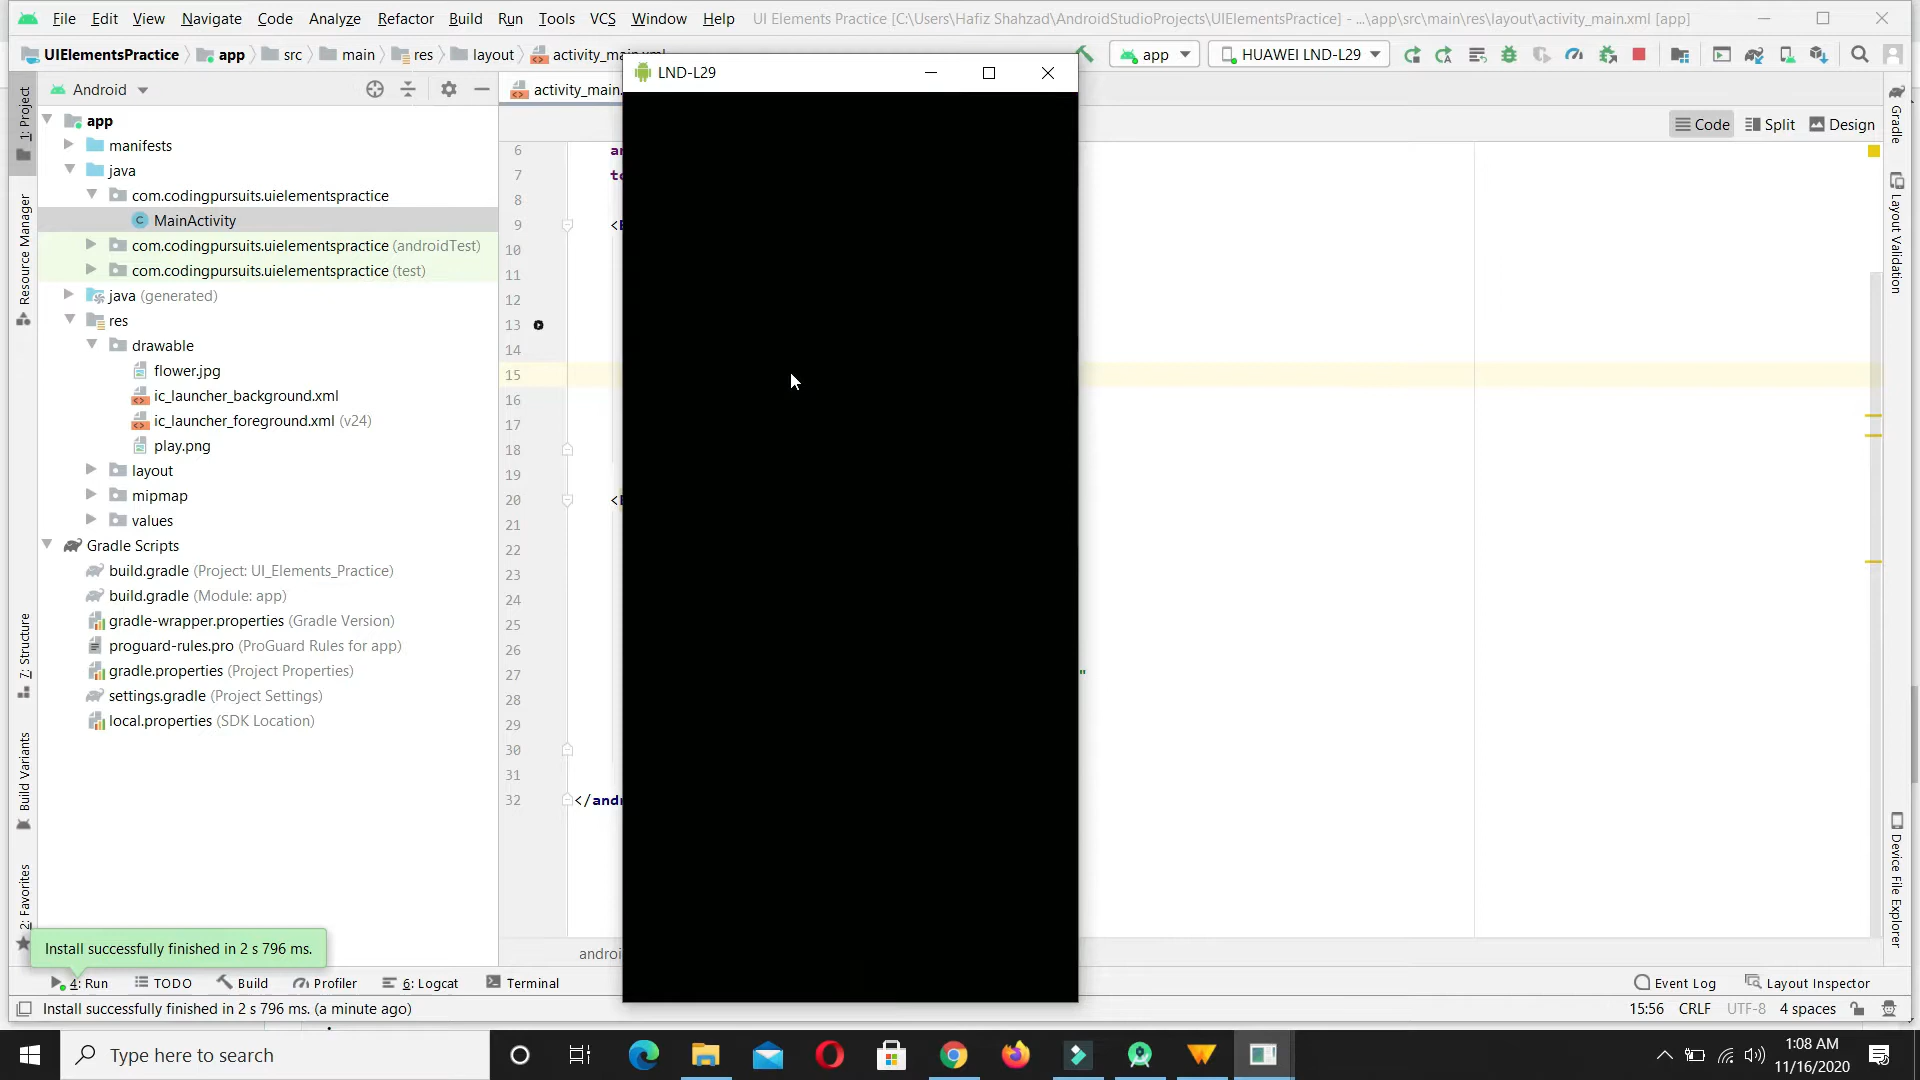 File Edit View Navigate Code Analyze Refactor Build Run Tools VCS Window Help UI Elements Practice [C:\Users\Hafiz Shahzad\AndroidStudioProjects\UIElementsPractice] - ...\app\src\main\res\layout\activity_main.xml [app]
UIElementsPractice app src main res layout activity_main.xml app HUAWEI LND-L29
LND-L29
Android
activity_main.
Code Split Design
app
manifests
java
com.codingpursuits.uielementspractice
MainActivity
com.codingpursuits.uielementspractice (androidTest)
com.codingpursuits.uielementspractice (test)
java (generated)
res
drawable
flower.jpg
ic_launcher_background.xml
ic_launcher_foreground.xml (v24)
play.png
layout
mipmap
values
Gradle Scripts
build.gradle (Project: UI_Elements_Practice)
build.gradle (Module: app)
gradle-wrapper.properties (Gradle Version)
proguard-rules.pro (ProGuard Rules for app)
gradle.properties (Project Properties)
settings.gradle (Project Settings)
local.properties (SDK Location)
1: Project
Resource Manager
7: Structure
Build Variants
2: Favorites
6
7
8
9
10
11
12
13
14
15
16
17
18
19
20
21
22
23
24
25
26
27 "
28
29
30
31
32 </andr
androi
Gradle
Layout Validation
Device File Explorer
Install successfully finished in 2 s 796 ms.
4: Run TODO Build Profiler 6: Logcat Terminal Event Log Layout Inspector
Install successfully finished in 2 s 796 ms. (a minute ago) 15:56 CRLF UTF-8 4 spaces
Type here to search
1:08 AM
11/16/2020